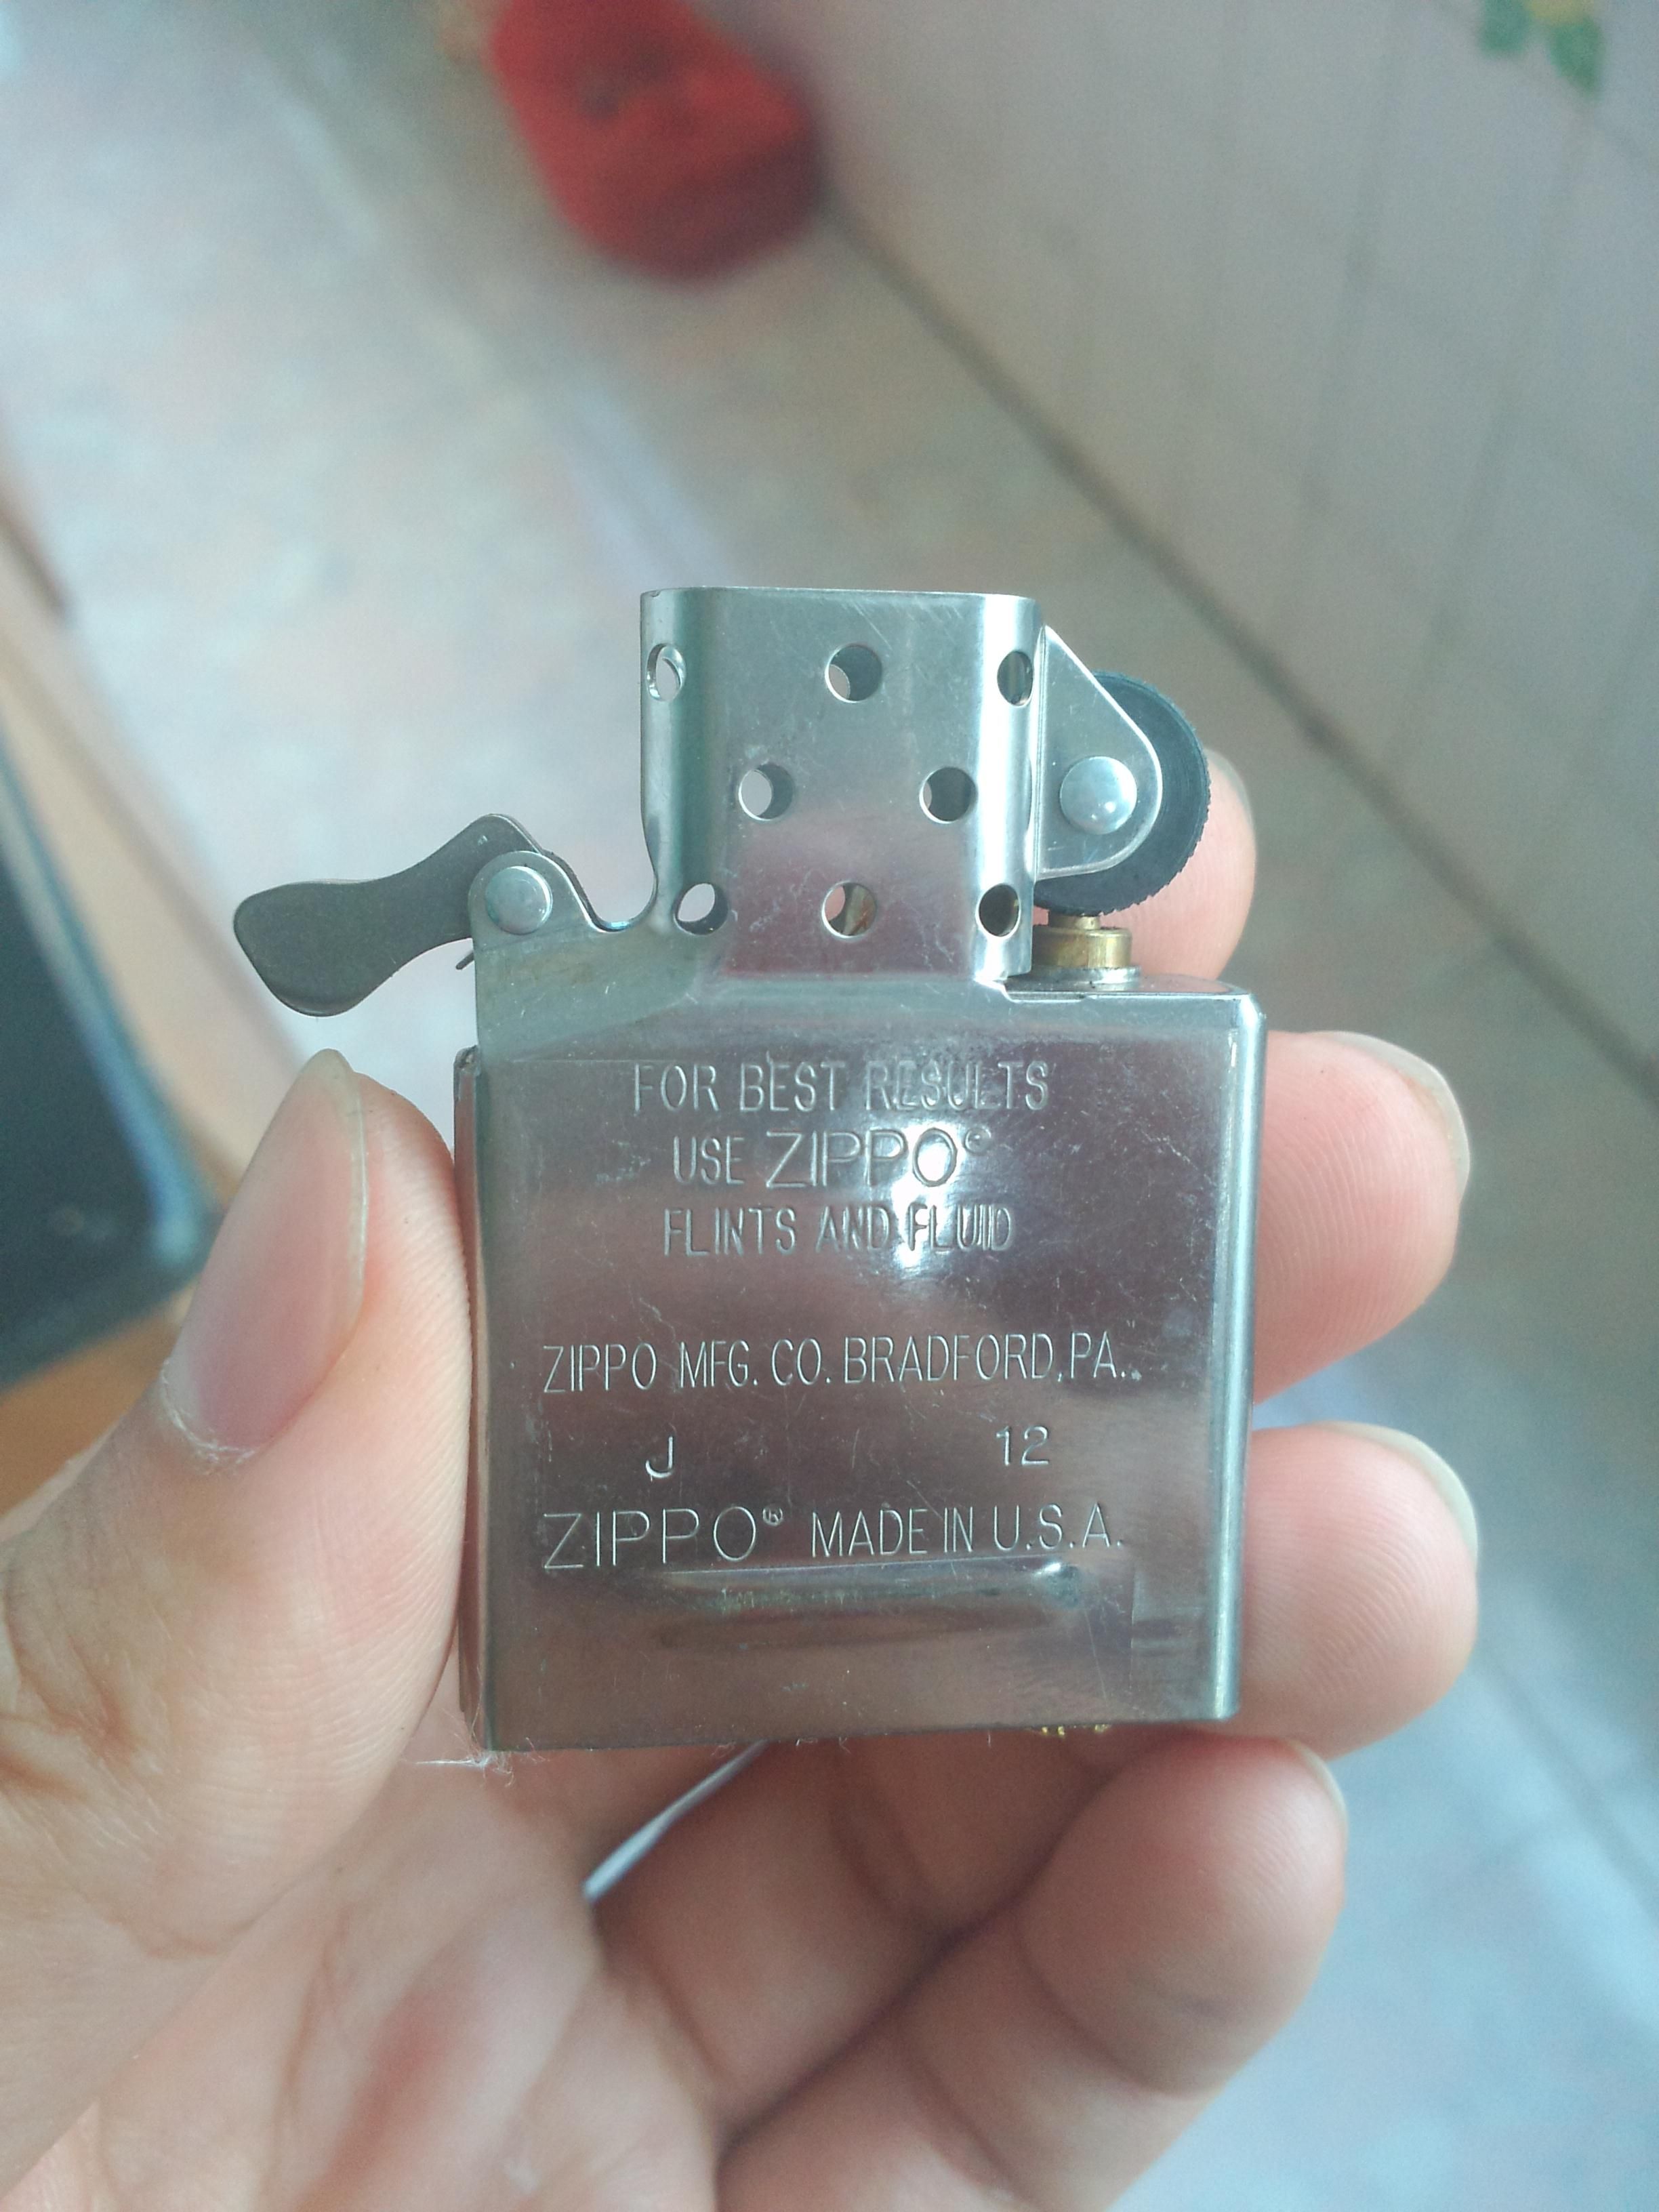 FOR BEST RESULTS
USE ZIPPO®
FLINTS AND FLUID
ZIPPO MFG. CO. BRADFORD, PA.
J 12
ZIPPO® MADE IN U.S.A.